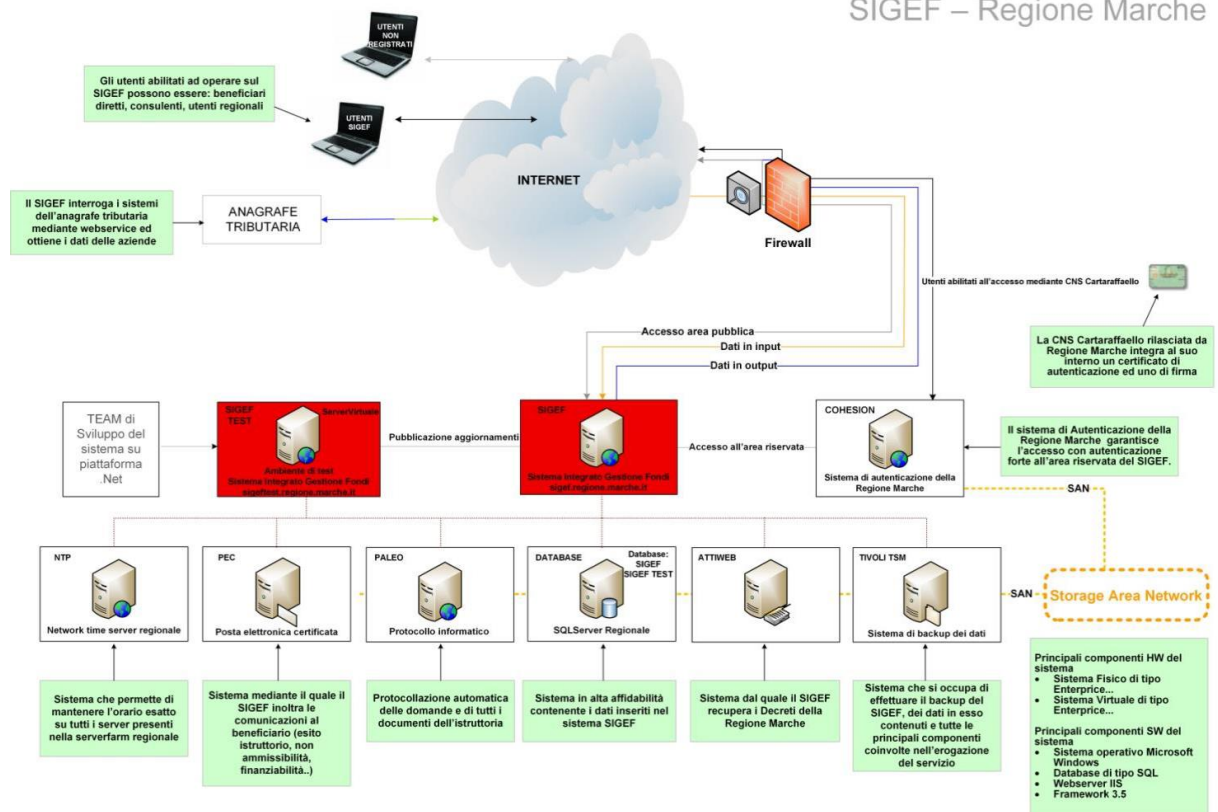 SIGEF – Regione Marche
UTENTI
NON
REGISTRATI
Gli utenti abilitati ad operare sul
SIGEF possono essere: beneficiari
diretti, consulenti, utenti regionali
UTENTI
SIGEF
INTERNET
Il SIGEF interroga i sistemi
dell'anagrafe tributaria
mediante webservice ed
ottiene i dati delle aziende
ANAGRAFE
TRIBUTARIA
Firewall
Utenti abilitati all'accesso mediante CNS Cartaraffaello
La CNS Cartaraffaello rilasciata da
Regione Marche integra al suo
interno un certificato di
autenticazione ed uno di firma
Accesso area pubblica
Dati in input
Dati in output
TEAM di
Sviluppo del
sistema su
piattaforma
.Net
SIGEF
TEST
ServerVirtuale
Ambiente di test
Sistema Integrato Gestione Fondi
sigeftest.regione.marche.it
Pubblicazione aggiornamenti
SIGEF
Sistema Integrato Gestione Fondi
sigef.regione.marche.it
Accesso all'area riservata
COHESION
Sistema di autenticazione della
Regione Marche
Il sistema di Autenticazione della
Regione Marche garantisce
l'accesso con autenticazione
forte all'area riservata del SIGEF.
SAN
NTP
Network time server regionale
PEC
Posta elettronica certificata
PALEO
Protocollo informatico
DATABASE
Database:
SIGEF
SIGEF TEST
SQLServer Regionale
ATTIWEB
TIVOLI TSM
Sistema di backup dei dati
SAN
Storage Area Network
Sistema che permette di
mantenere l'orario esatto
su tutti i server presenti
nella serverfarm regionale
Sistema mediante il quale il
SIGEF inoltra le
comunicazioni al
beneficiario (esito
istruttorio, non
ammissibilità,
finanziabilità..)
Protocollazione automatica
delle domande e di tutti i
documenti dell'istruttoria
Sistema in alta affidabilità
contenente i dati inseriti nel
sistema SIGEF
Sistema dal quale il SIGEF
recupera i Decreti della
Regione Marche
Sistema che si occupa di
effettuare il backup del
SIGEF, dei dati in esso
contenuti e tutte le
principali componenti
coinvolte nell'erogazione
del servizio
Principali componenti HW del
sistema
• Sistema Fisico di tipo
Enterprice...
• Sistema Virtuale di tipo
Enterprice...
Principali componenti SW del
sistema
• Sistema operativo Microsoft
Windows
• Database di tipo SQL
• Webserver IIS
• Framework 3.5